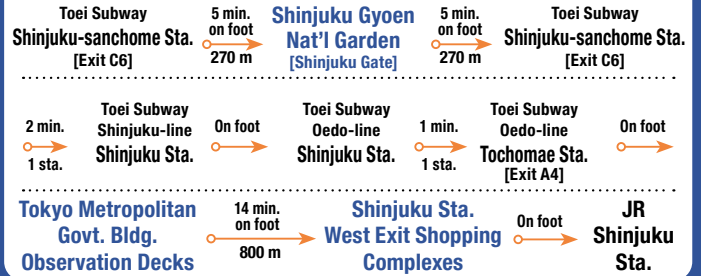 Toei Subway
Shinjuku-sanchome Sta.
[Exit C6]
5 min.
on foot
270 m
Shinjuku Gyoen
Nat'l Garden
[Shinjuku Gate]
5 min.
on foot
270 m
Toei Subway
Shinjuku-sanchome Sta.
[Exit C6]
2 min.
1 sta.
Toei Subway
Shinjuku-line
Shinjuku Sta.
On foot
Toei Subway
Oedo-line
Shinjuku Sta.
1 min.
1 sta.
Toei Subway
Oedo-line
Tochomae Sta.
[Exit A4]
On foot
Tokyo Metropolitan
Govt. Bldg.
Observation Decks
14 min.
on foot
800 m
Shinjuku Sta.
West Exit Shopping
Complexes
On foot
JR
Shinjuku
Sta.